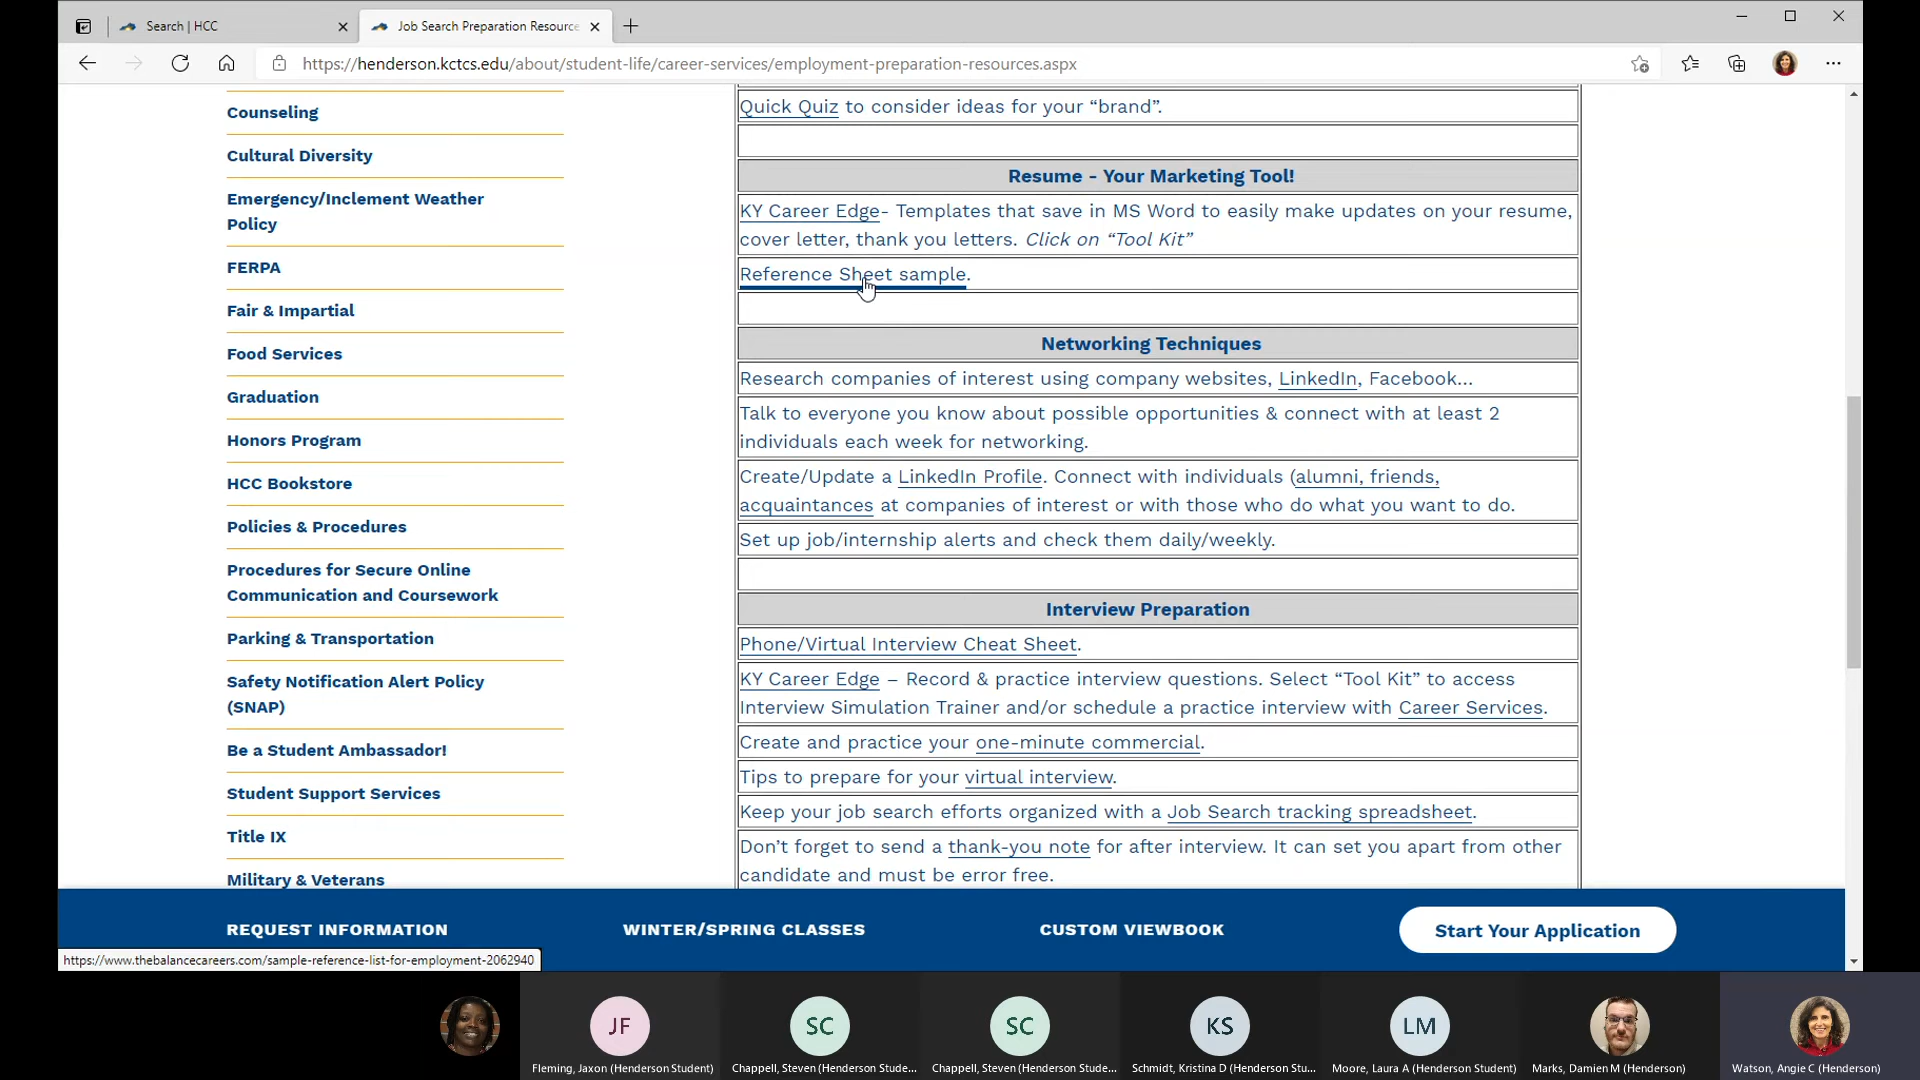 Search | HCC
Job Search Preparation Resource
https://henderson.kctcs.edu/about/student-life/career-services/employment-preparation-resources.aspx
Counseling
Cultural Diversity
Emergency/Inclement Weather
Policy
FERPA
Fair & Impartial
Food Services
Graduation
Honors Program
HCC Bookstore
Policies & Procedures
Procedures for Secure Online
Communication and Coursework
Parking & Transportation
Safety Notification Alert Policy
(SNAP)
Be a Student Ambassador!
Student Support Services
Title IX
Military & Veterans
Quick Quiz to consider ideas for your “brand”.
Resume - Your Marketing Tool!
KY Career Edge- Templates that save in MS Word to easily make updates on your resume,
cover letter, thank you letters. Click on “Tool Kit”
Reference Sheet sample.
Networking Techniques
Research companies of interest using company websites, LinkedIn, Facebook…
Talk to everyone you know about possible opportunities & connect with at least 2
individuals each week for networking.
Create/Update a LinkedIn Profile. Connect with individuals (alumni, friends,
acquaintances at companies of interest or with those who do what you want to do.
Set up job/internship alerts and check them daily/weekly.
Interview Preparation
Phone/Virtual Interview Cheat Sheet.
KY Career Edge – Record & practice interview questions. Select “Tool Kit” to access
Interview Simulation Trainer and/or schedule a practice interview with Career Services.
Create and practice your one-minute commercial.
Tips to prepare for your virtual interview.
Keep your job search efforts organized with a Job Search tracking spreadsheet.
Don’t forget to send a thank-you note for after interview. It can set you apart from other
candidate and must be error free.
REQUEST INFORMATION
WINTER/SPRING CLASSES
CUSTOM VIEWBOOK
Start Your Application
https://www.thebalancecareers.com/sample-reference-list-for-employment-2062940
JF
SC
SC
KS
LM
Fleming, Jaxon (Henderson Student)
Chappell, Steven (Henderson Stude...
Chappell, Steven (Henderson Stude...
Schmidt, Kristina D (Henderson Stu...
Moore, Laura A (Henderson Student)
Marks, Damien M (Henderson)
Watson, Angie C (Henderson)